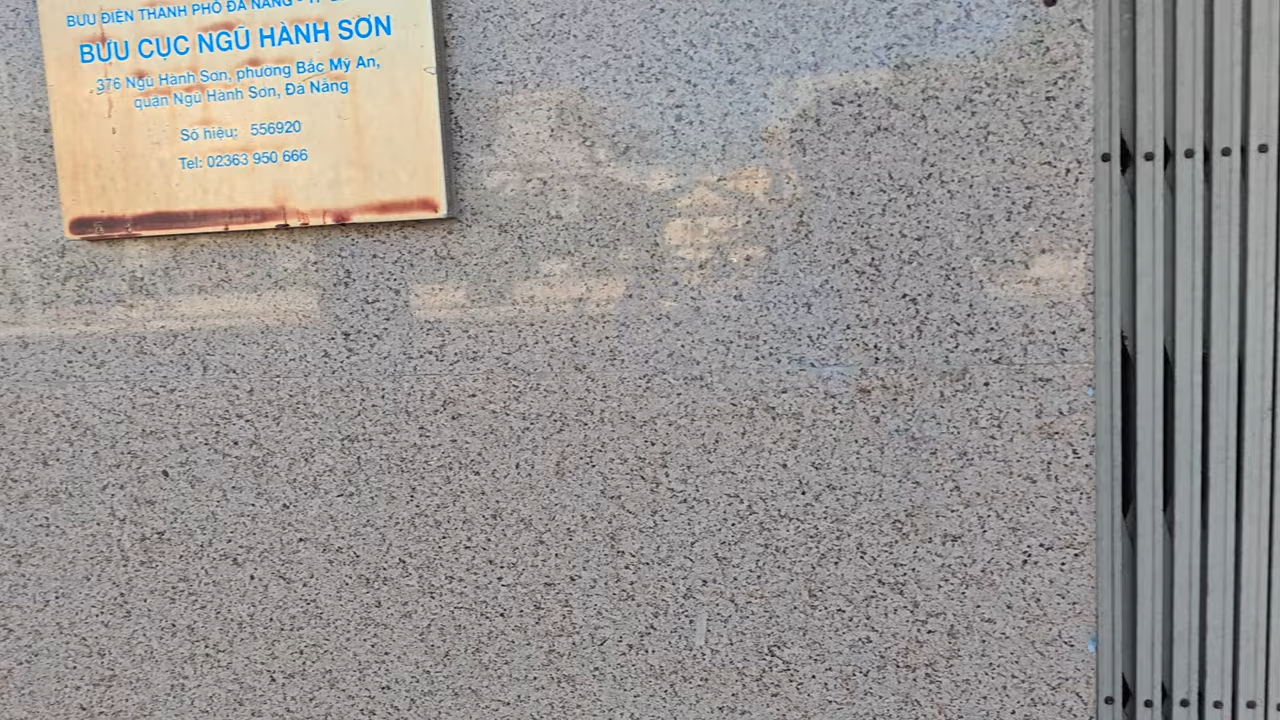 BƯU ĐIỆN THÀNH PHỐ ĐÀ NẴNG -
BƯU CỤC NGŨ HÀNH SƠN
376 Ngũ Hành Sơn, phường Bắc Mỹ An,
quận Ngũ Hành Sơn, Đà Nẵng
Số hiệu: 556920
Tel: 02363 950 666